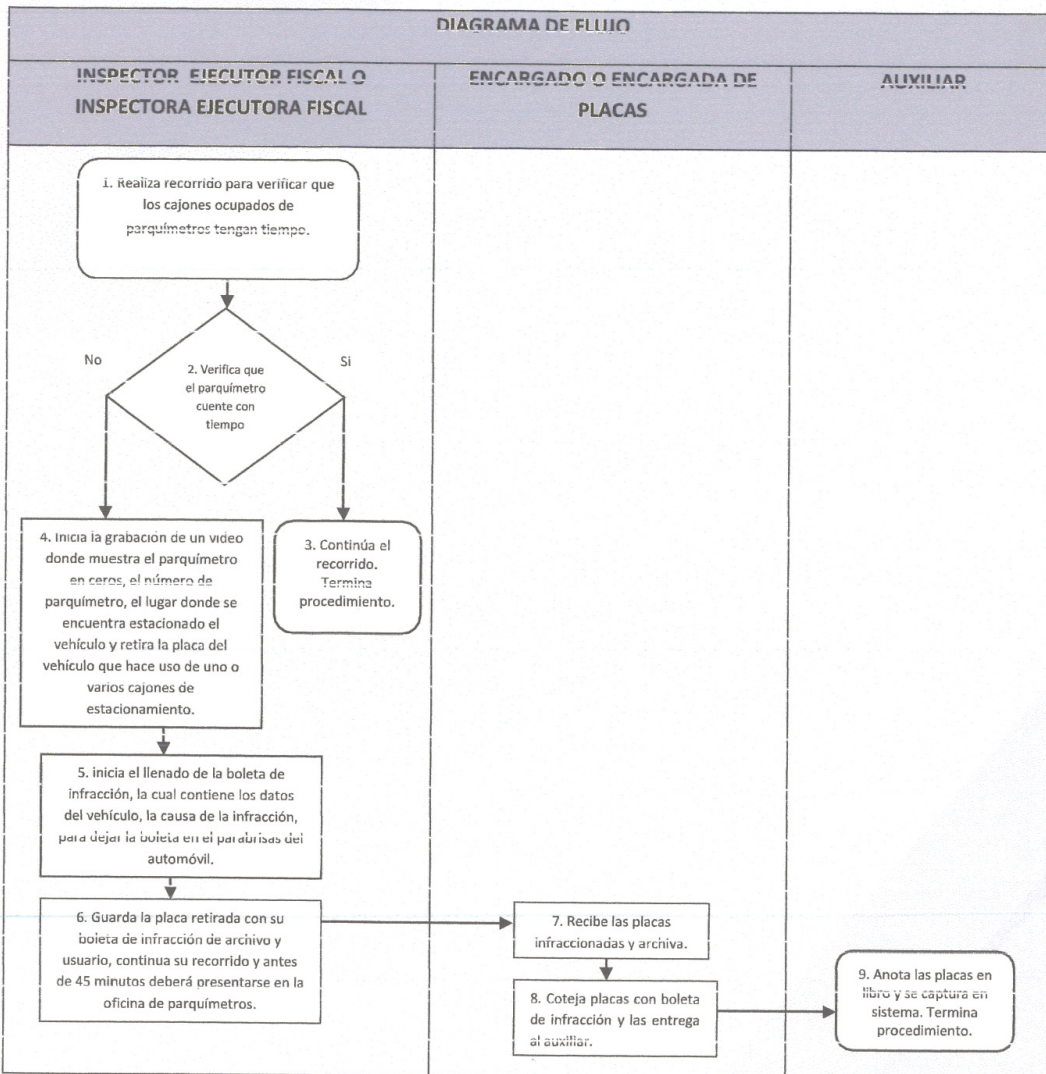 DIAGRAMA DE FLUJO
INSPECTOR EJECUTOR FISCAL O
INSPECTORA EJECUTORA FISCAL
ENCARGADO O ENCARGADA DE
PLACAS
AUXILIAR
1. Realiza recorrido para verificar que
los cajones ocupados de
parquímetros tengan tiempo.
No
Si
2. Verifica que
el parquímetro
cuente con
tiempo
4. Inicia la grabación de un video
donde muestra el parquímetro
en ceros, el número de
parquímetro, el lugar donde se
encuentra estacionado el
vehículo y retira la placa del
vehículo que hace uso de uno o
varios cajones de
estacionamiento.
3. Continúa el
recorrido.
Termina
procedimiento.
5. inicia el llenado de la boleta de
infracción, la cual contiene los datos
del vehículo, la causa de la infracción,
para dejar la boleta en el parabrisas del
automóvil.
6. Guarda la placa retirada con su
boleta de infracción de archivo y
usuario, continua su recorrido y antes
de 45 minutos deberá presentarse en la
oficina de parquímetros.
7. Recibe las placas
infraccionadas y archiva.
8. Coteja placas con boleta
de infracción y las entrega
al auxiliar.
9. Anota las placas en
libro y se captura en
sistema. Termina
procedimiento.